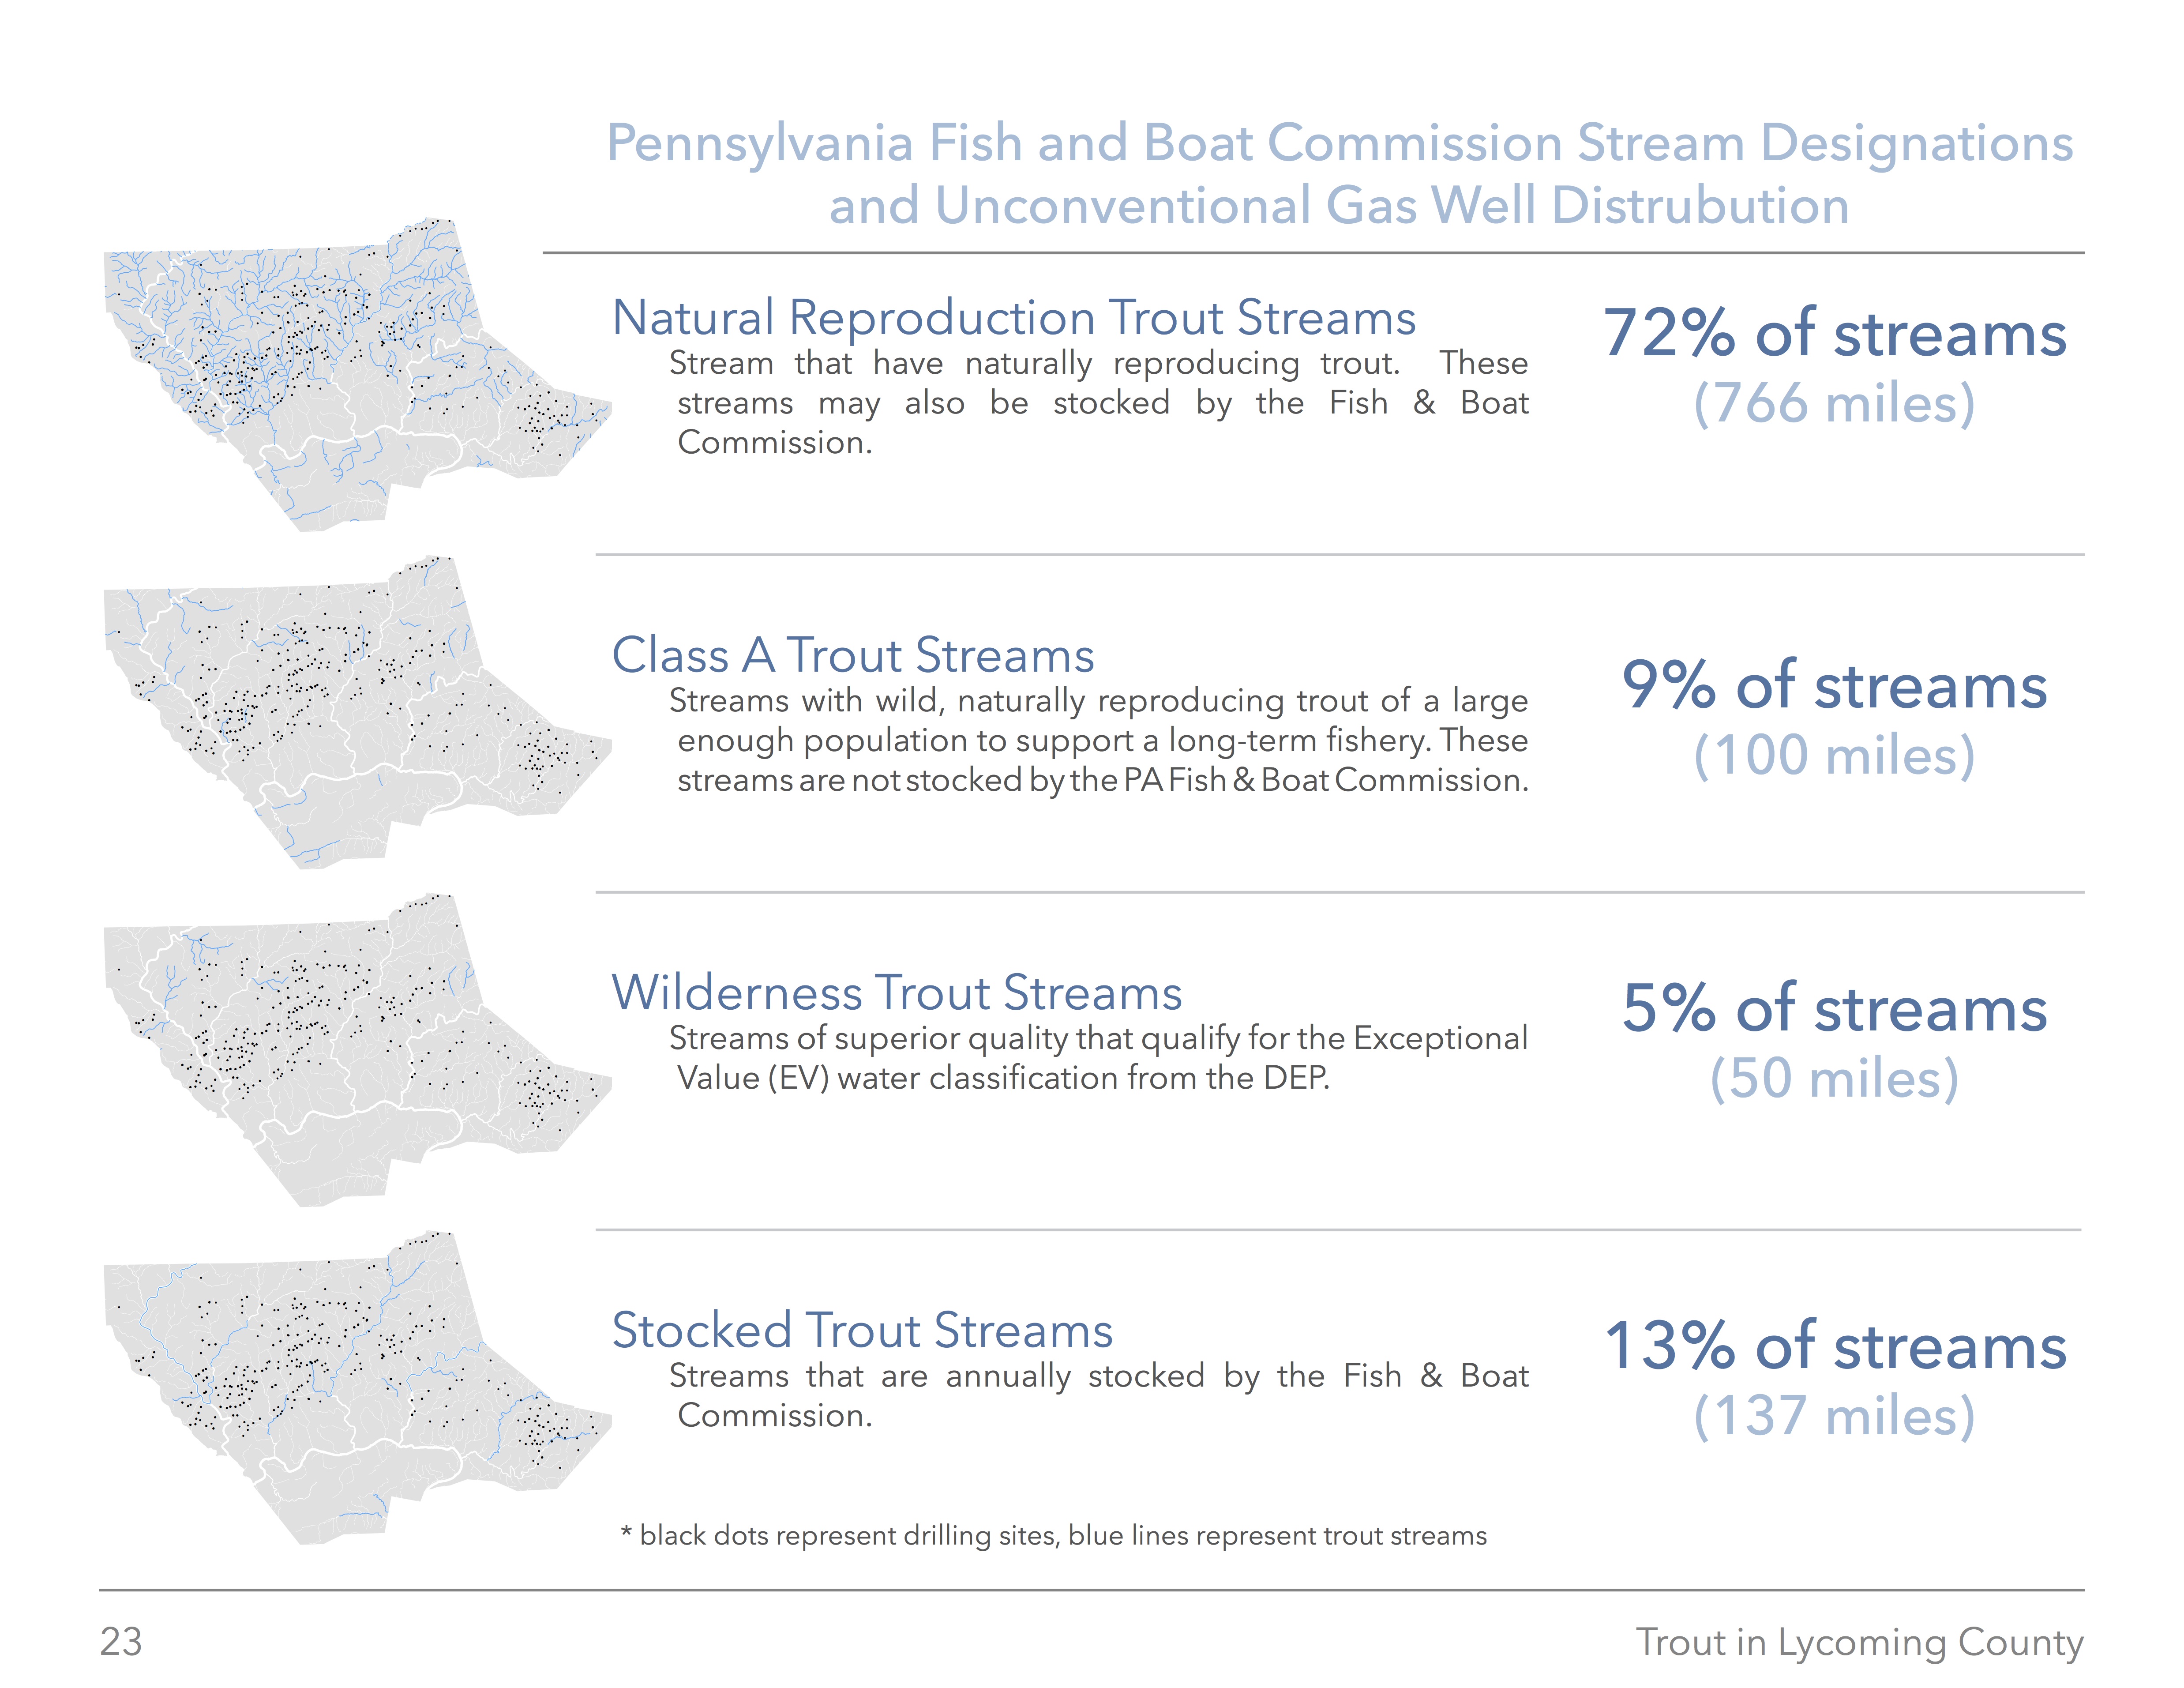 Pennsylvania Fish and Boat Commission Stream Designations
and Unconventional Gas Well Distrubution
Natural Reproduction Trout Streams
Stream that have naturally reproducing trout. These
streams may also be stocked by the Fish & Boat
Commission.
72% of streams
(766 miles)
Class A Trout Streams
Streams with wild, naturally reproducing trout of a large
enough population to support a long-term fishery. These
streams are not stocked by the PA Fish & Boat Commission.
9% of streams
(100 miles)
Wilderness Trout Streams
Streams of superior quality that qualify for the Exceptional
Value (EV) water classification from the DEP.
5% of streams
(50 miles)
Stocked Trout Streams
Streams that are annually stocked by the Fish & Boat
Commission.
13% of streams
(137 miles)
* black dots represent drilling sites, blue lines represent trout streams
23
Trout in Lycoming County